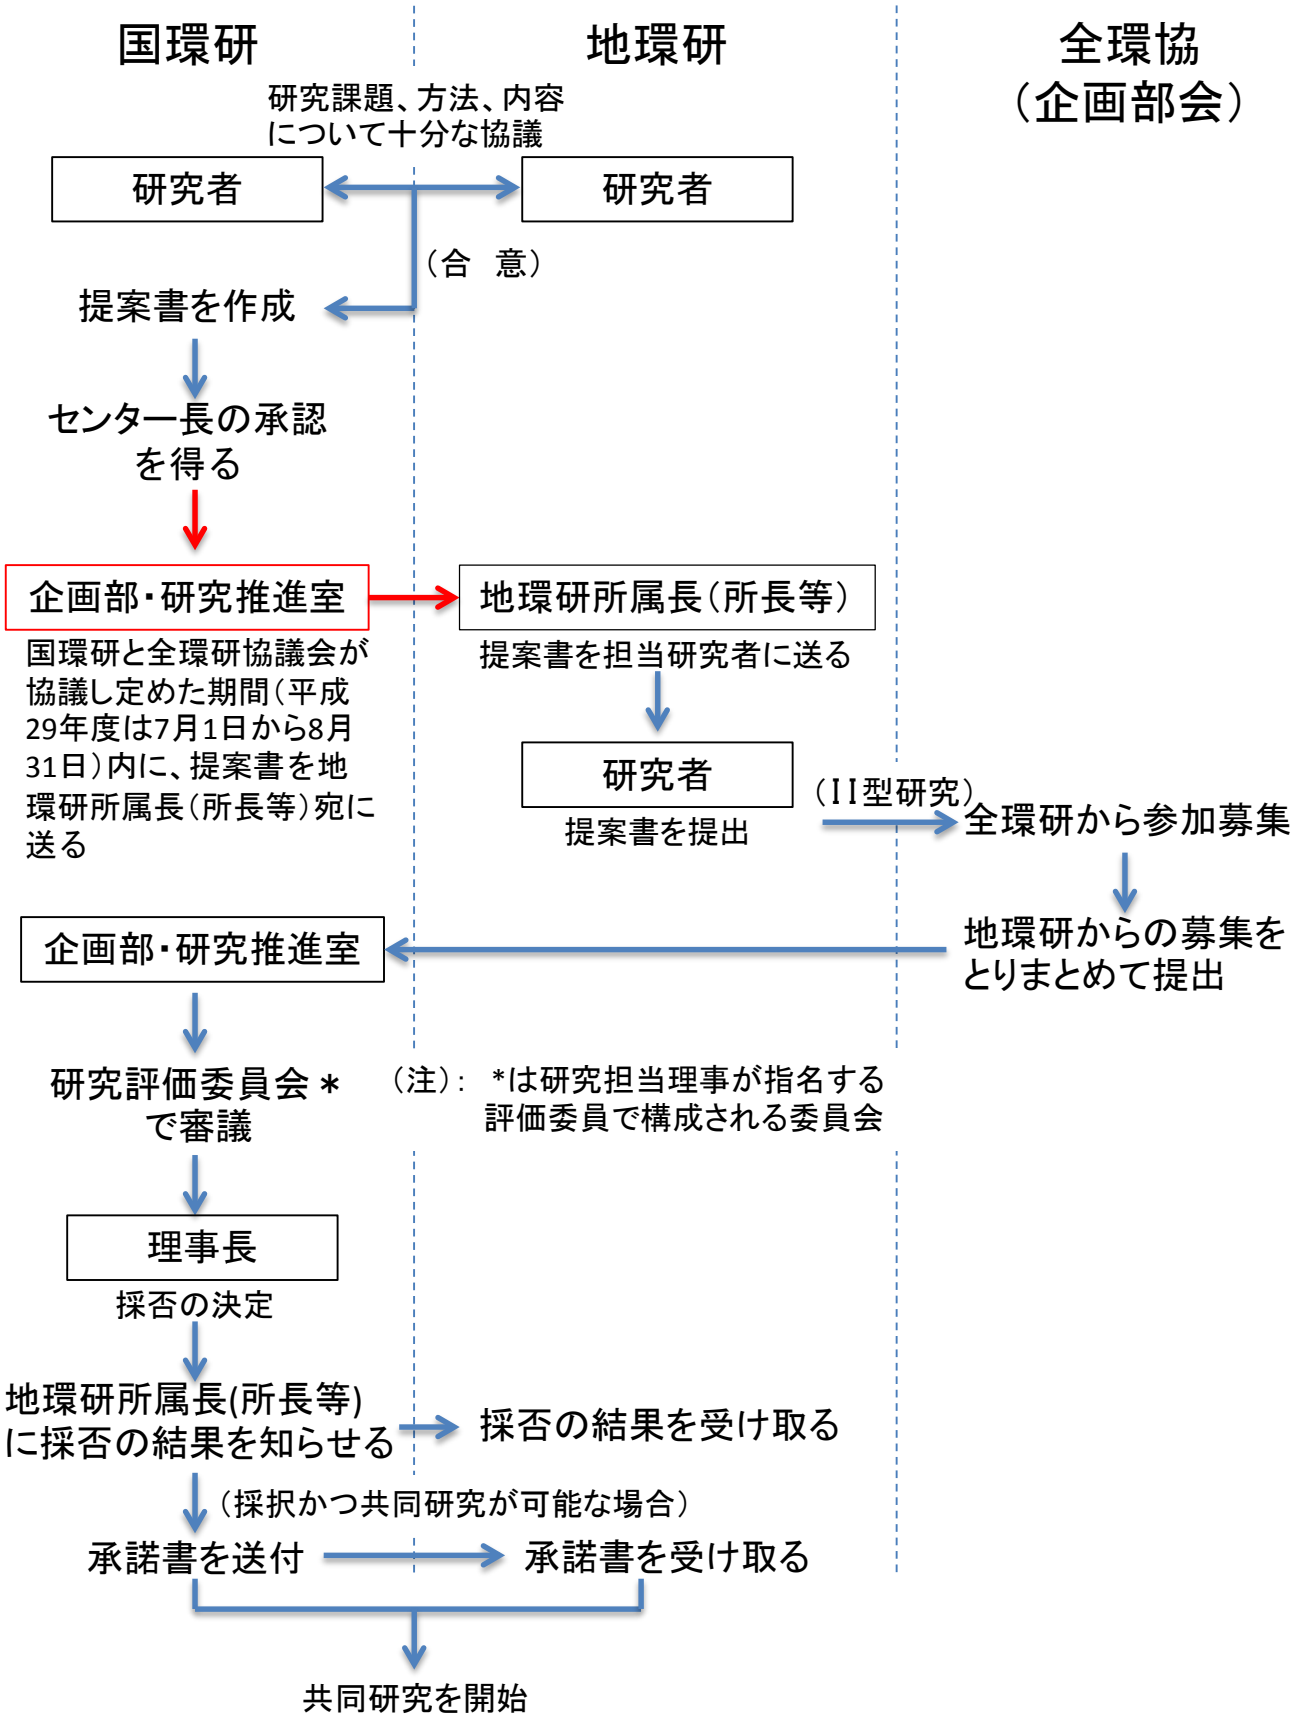 国環研
地環研
全環協
（企画部会）
研究課題、方法、内容
について十分な協議
研究者
研究者
（合　意）
提案書を作成
センター長の承認
を得る
企画部・研究推進室
地環研所属長（所長等）
国環研と全環研協議会が
協議し定めた期間（平成
29年度は7月1日から8月
31日）内に、提案書を地
環研所属長（所長等）宛に
送る
提案書を担当研究者に送る
研究者
提案書を提出
（II型研究）
全環研から参加募集
地環研からの募集を
とりまとめて提出
企画部・研究推進室
研究評価委員会＊
で審議
（注）：　*は研究担当理事が指名する
評価委員で構成される委員会
理事長
採否の決定
地環研所属長(所長等)
に採否の結果を知らせる
採否の結果を受け取る
（採択かつ共同研究が可能な場合）
承諾書を送付
承諾書を受け取る
共同研究を開始